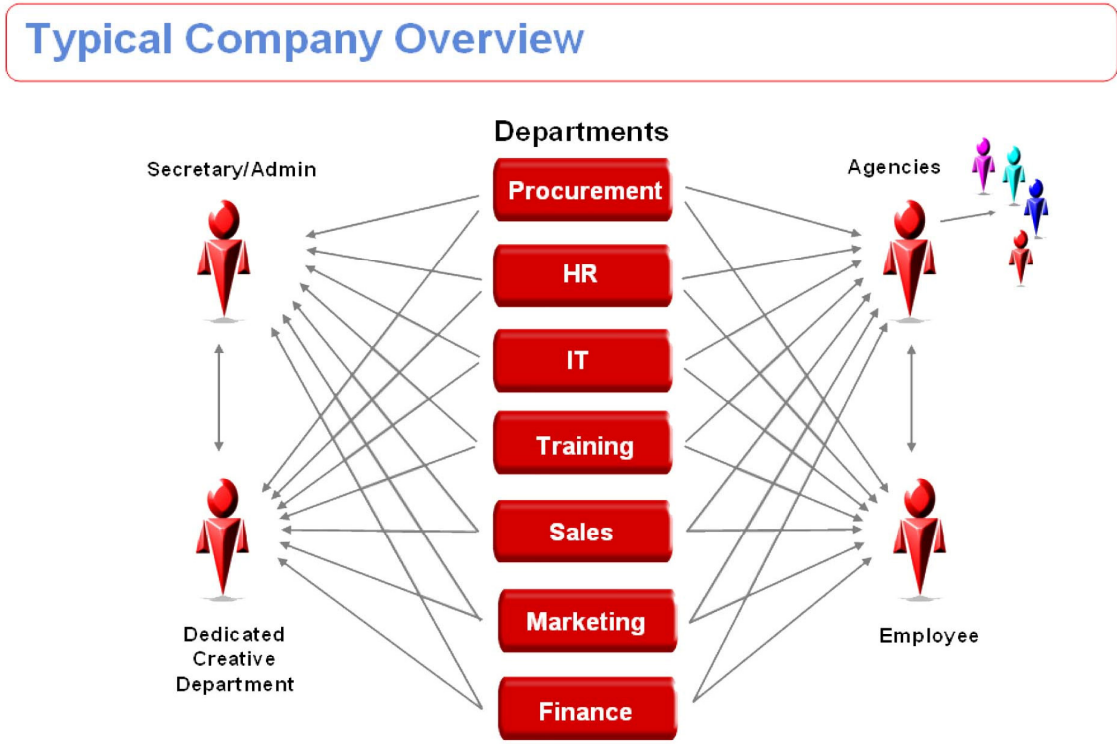 Typical Company Overview
Departments
Secretary/Admin
Agencies
Procurement
HR
IT
Training
Sales
Marketing
Finance
Dedicated
Creative
Department
Employee